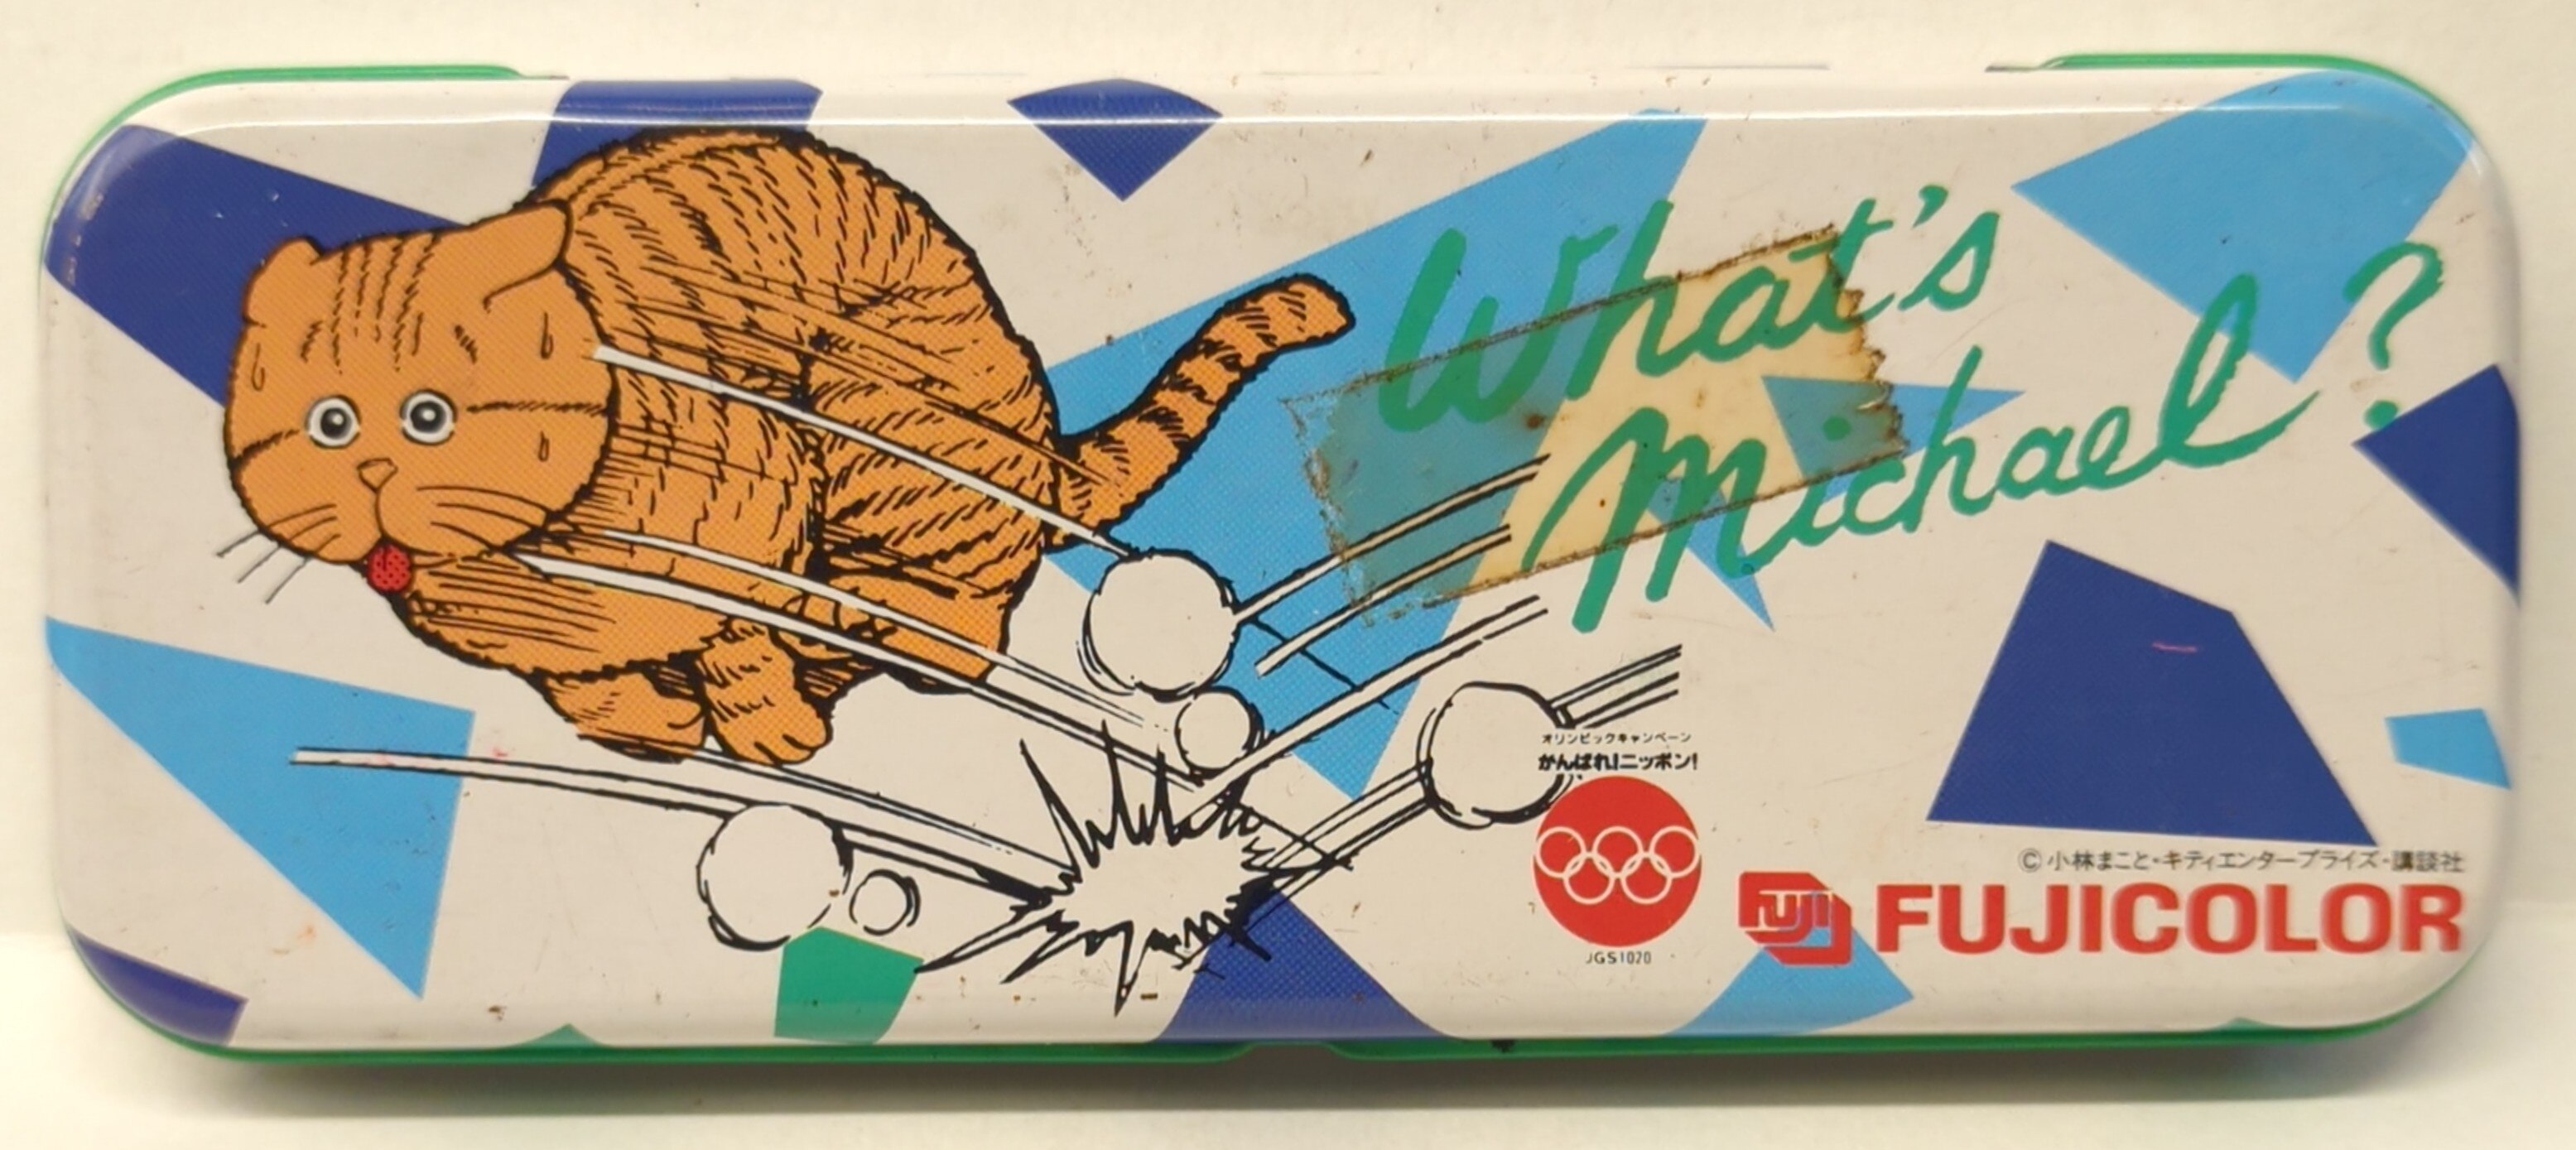 What's
Michael?
オリンピックキャンペーン
がんばれ!ニッポン!
JGS1020
©小林まこと・キティエンタープライズ・講談社
FUJI FUJICOLOR